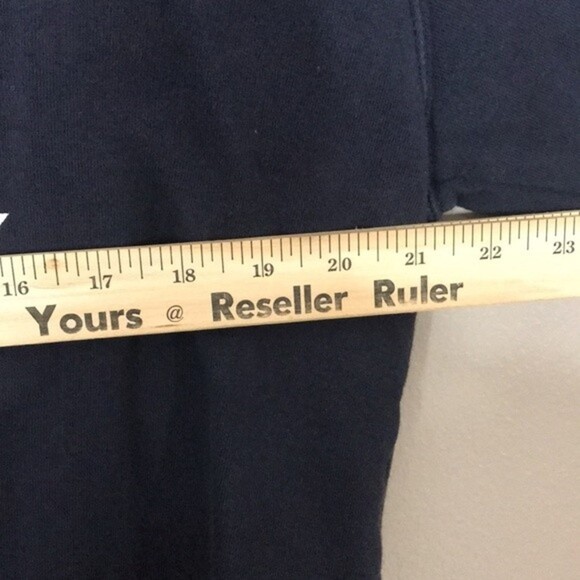 16 17 18 19 20 21 22 23
Yours @ Reseller Ruler